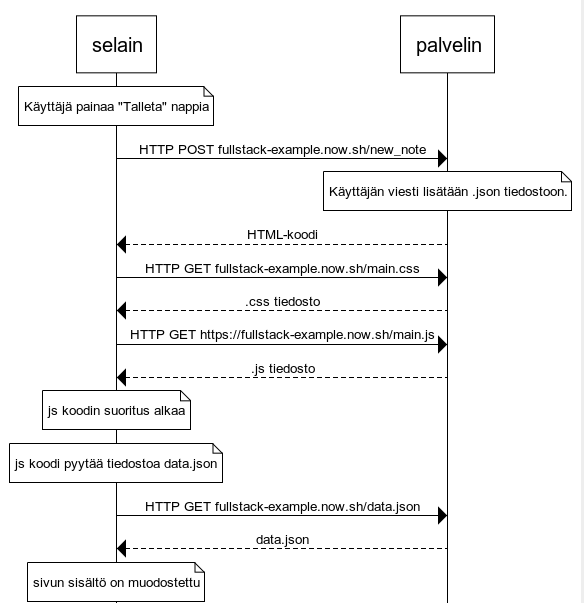 selain
palvelin
Käyttäjä painaa "Talleta" nappia
HTTP POST fullstack-example.now.sh/new_note
Käyttäjän viesti lisätään .json tiedostoon.
HTML-koodi
HTTP GET fullstack-example.now.sh/main.css
.css tiedosto
HTTP GET https://fullstack-example.now.sh/main.js
.js tiedosto
js koodin suoritus alkaa
js koodi pyytää tiedostoa data.json
HTTP GET fullstack-example.now.sh/data.json
data.json
sivun sisältö on muodostettu